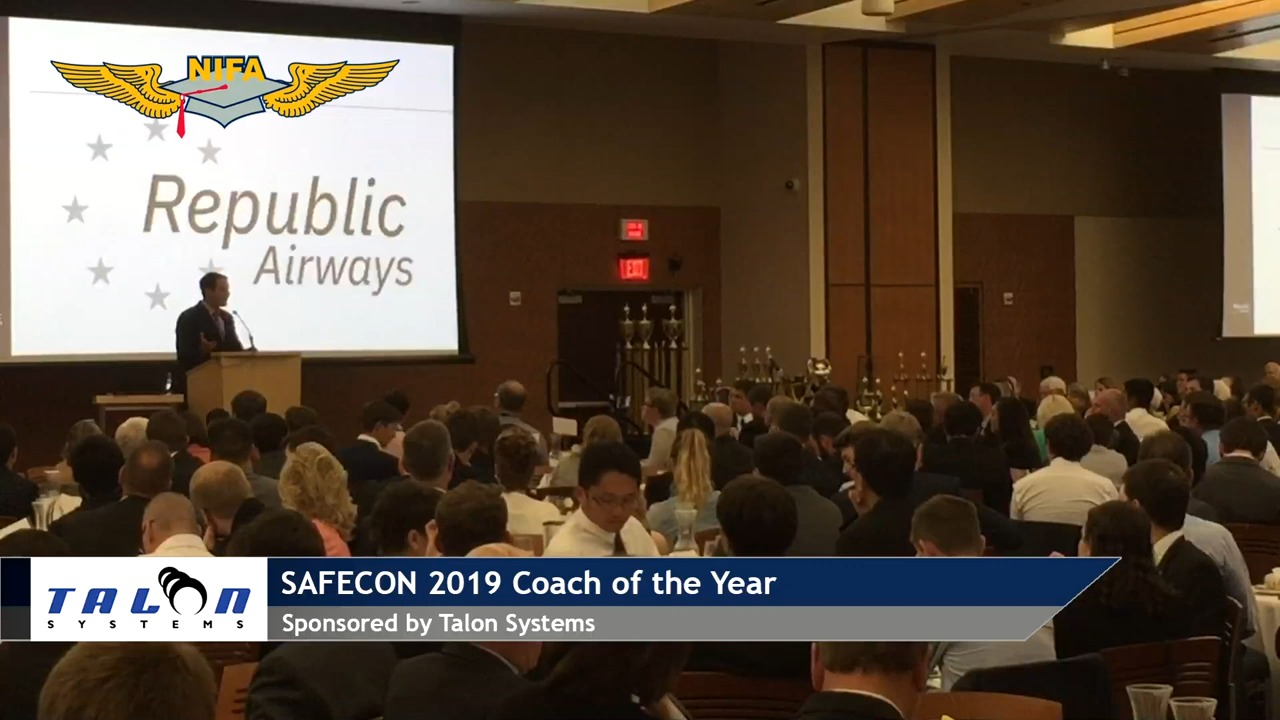 NIFA
Republic
Airways
EXIT
TALON
SYSTEMS
SAFECON 2019 Coach of the Year
Sponsored by Talon Systems